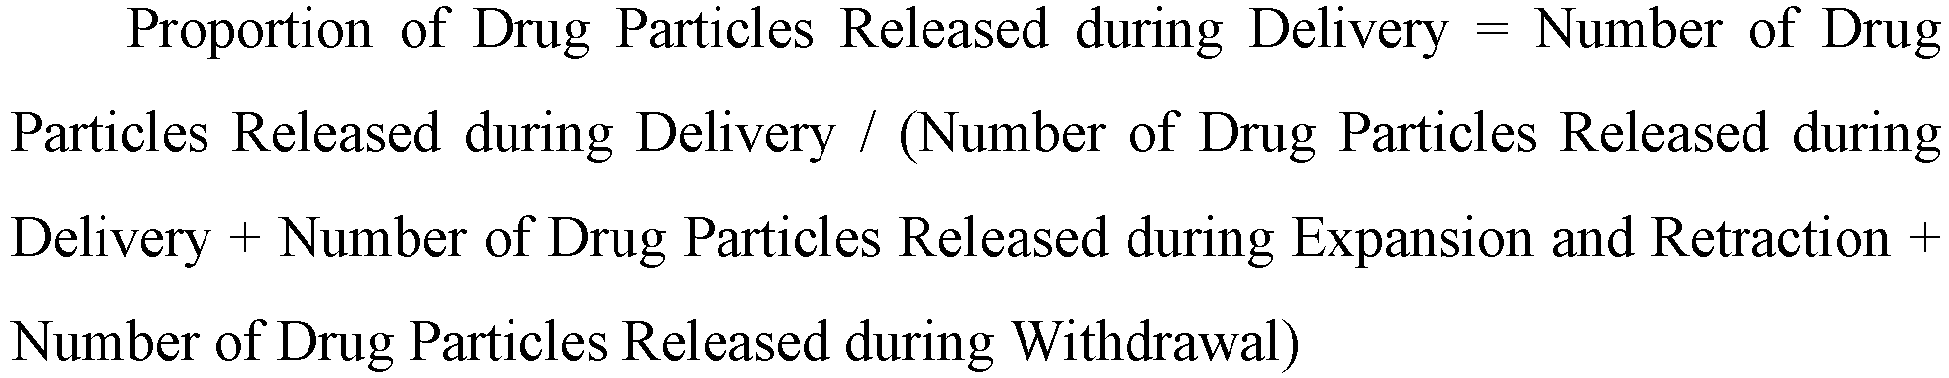 Proportion of Drug Particles Released during Delivery = Number of Drug
Particles Released during Delivery / (Number of Drug Particles Released during
Delivery + Number of Drug Particles Released during Expansion and Retraction +
Number of Drug Particles Released during Withdrawal)